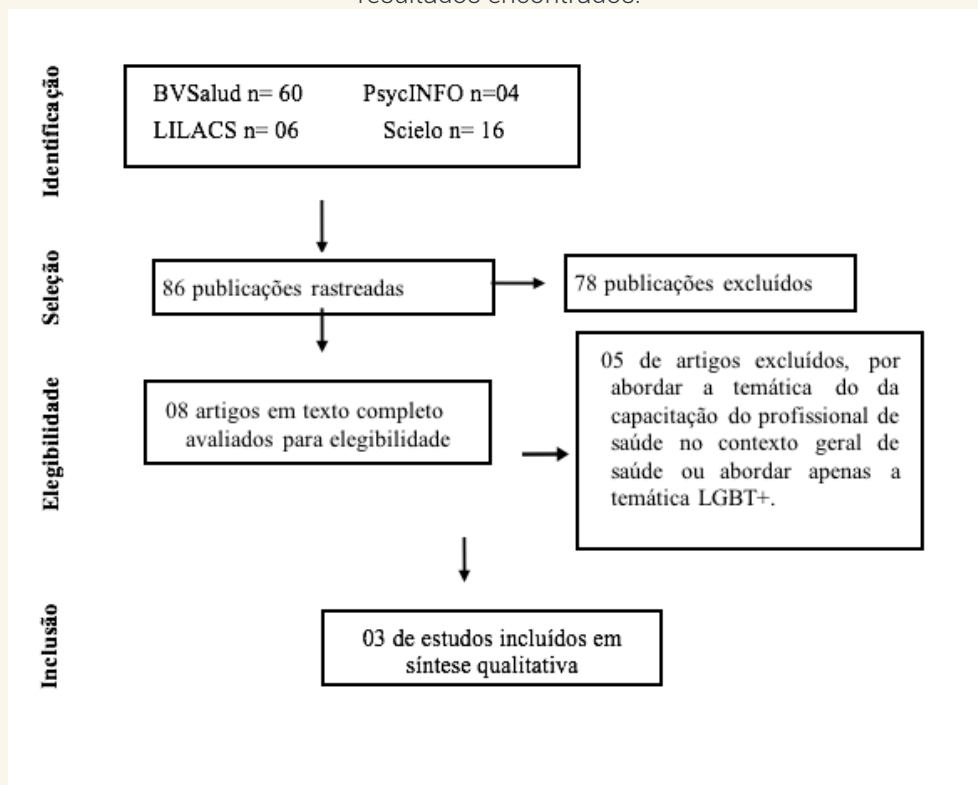 resultados encontrados.
Identificação
BVSalud n= 60 PsycINFO n=04
LILACS n= 06 Scielo n= 16
Seleção
86 publicações rastreadas
78 publicações excluídos
Elegibilidade
08 artigos em texto completo
avaliados para elegibilidade
05 de artigos excluídos, por
abordar a temática do da
capacitação do profissional de
saúde no contexto geral de
saúde ou abordar apenas a
temática LGBT+.
Inclusão
03 de estudos incluídos em
síntese qualitativa